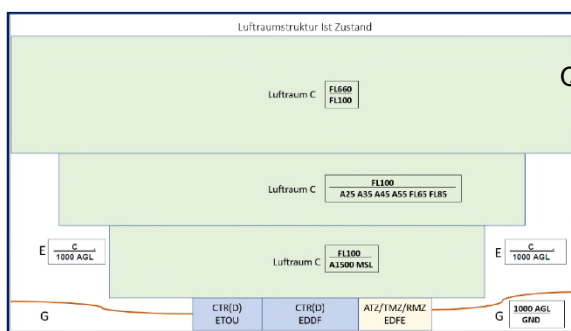 Luftraumstruktur Ist Zustand
Luftraum C FL660
FL100
Luftraum C FL100
A25 A35 A45 A55 FL65 FL85
E C
1000 AGL
Luftraum C FL100
A1500 MSL
E C
1000 AGL
G
CTR(D)
ETOU
CTR(D)
EDDF
ATZ/TMZ/RMZ
EDFE
G 1000 AGL
GND